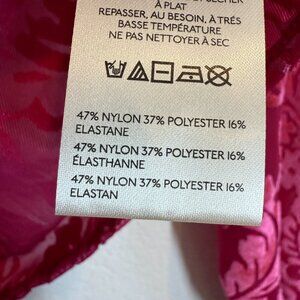 À PLAT
REPASSER, AU BESOIN, À TRÉS
BASSE TEMPÉRATURE
NE PAS NETTOYER À SEC
47% NYLON 37% POLYESTER 16%
ELASTANE
47% NYLON 37% POLYESTER 16%
ÉLASTHANNE
47% NYLON 37% POLYESTER 16%
ELASTAN